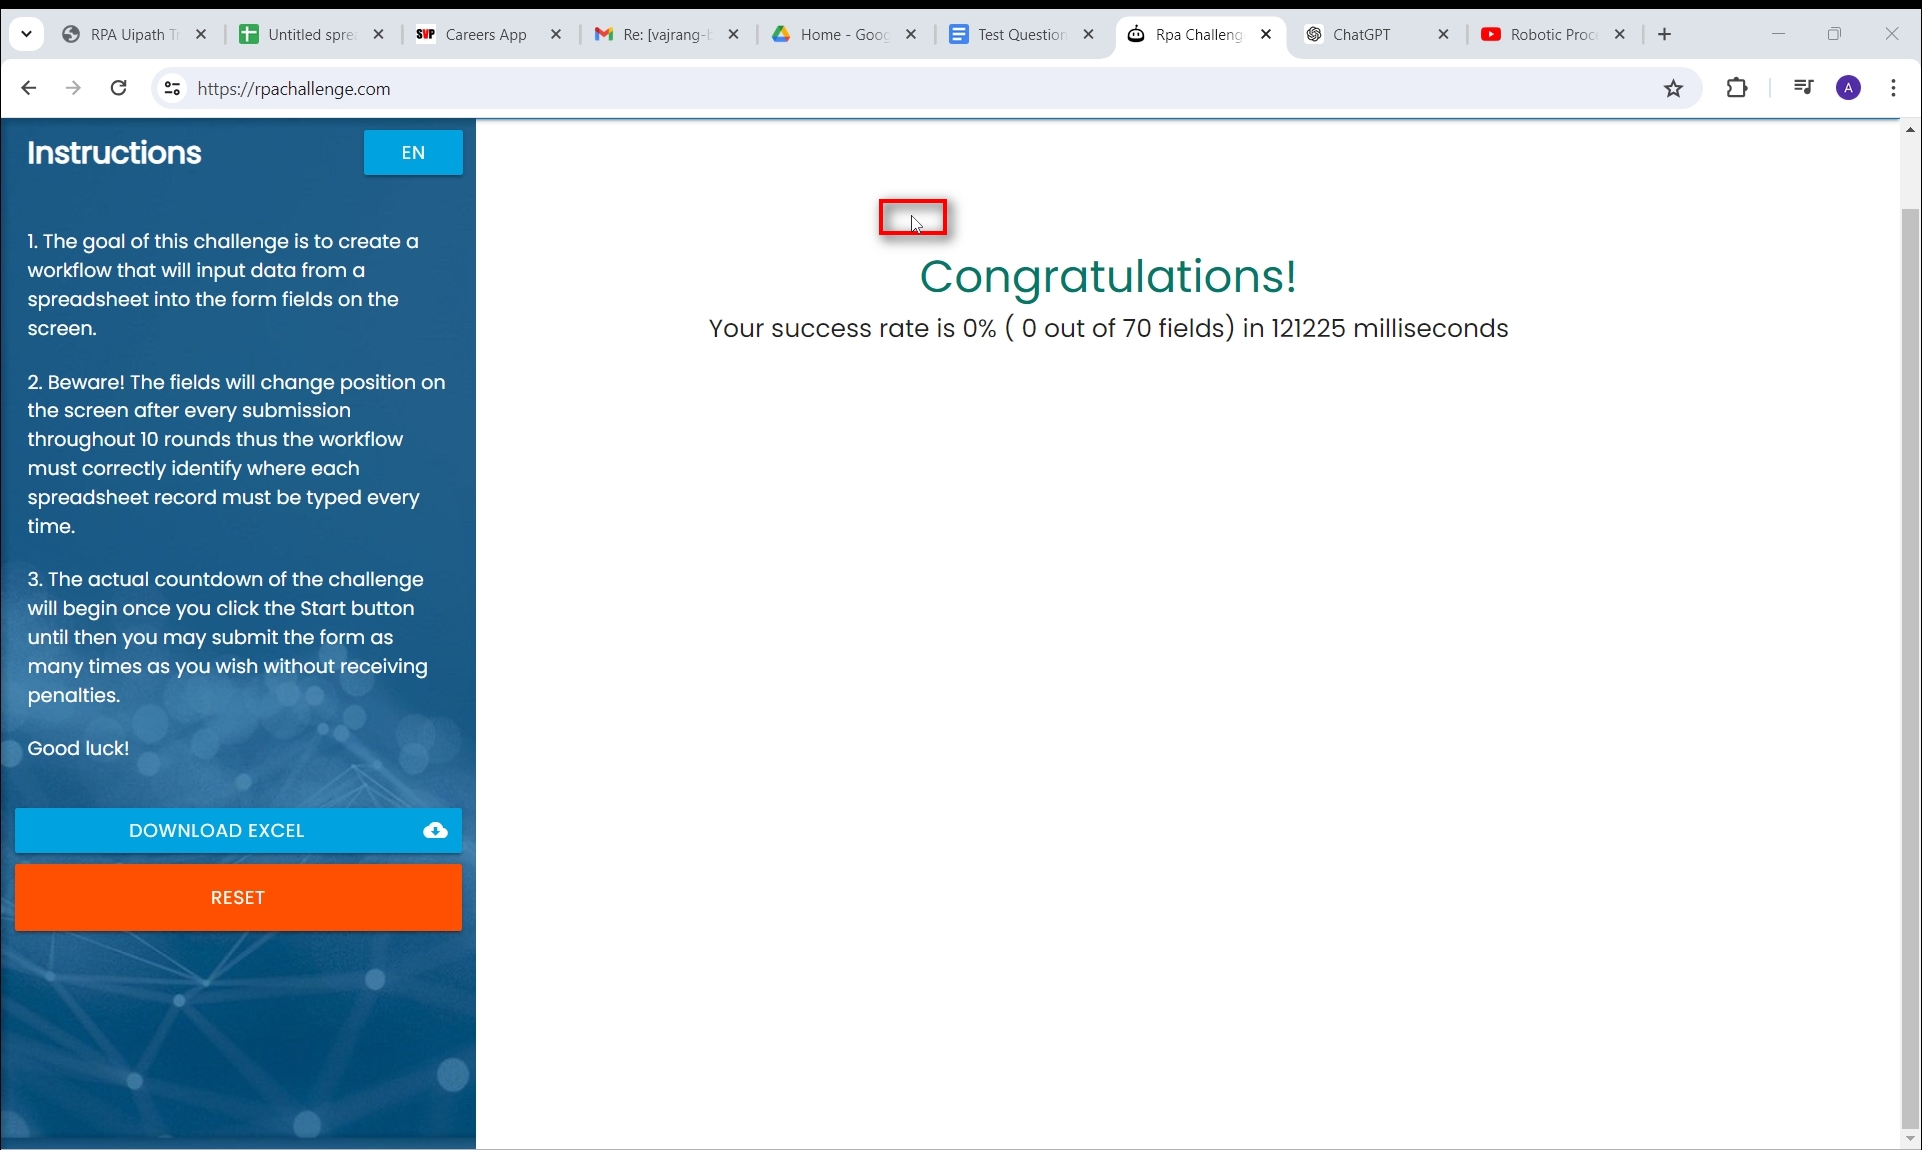 RPA Uipath T
Untitled spre
SVP Careers App
Re: [vajrang-b
Home - Goog
Test Question
Rpa Challeng
ChatGPT
Robotic Proc
https://rpachallenge.com
A
Instructions
EN
1. The goal of this challenge is to create a
workflow that will input data from a
spreadsheet into the form fields on the
screen.
2. Beware! The fields will change position on
the screen after every submission
throughout 10 rounds thus the workflow
must correctly identify where each
spreadsheet record must be typed every
time.
3. The actual countdown of the challenge
will begin once you click the Start button
until then you may submit the form as
many times as you wish without receiving
penalties.
Good luck!
DOWNLOAD EXCEL
RESET
Congratulations!
Your success rate is 0% ( 0 out of 70 fields) in 121225 milliseconds